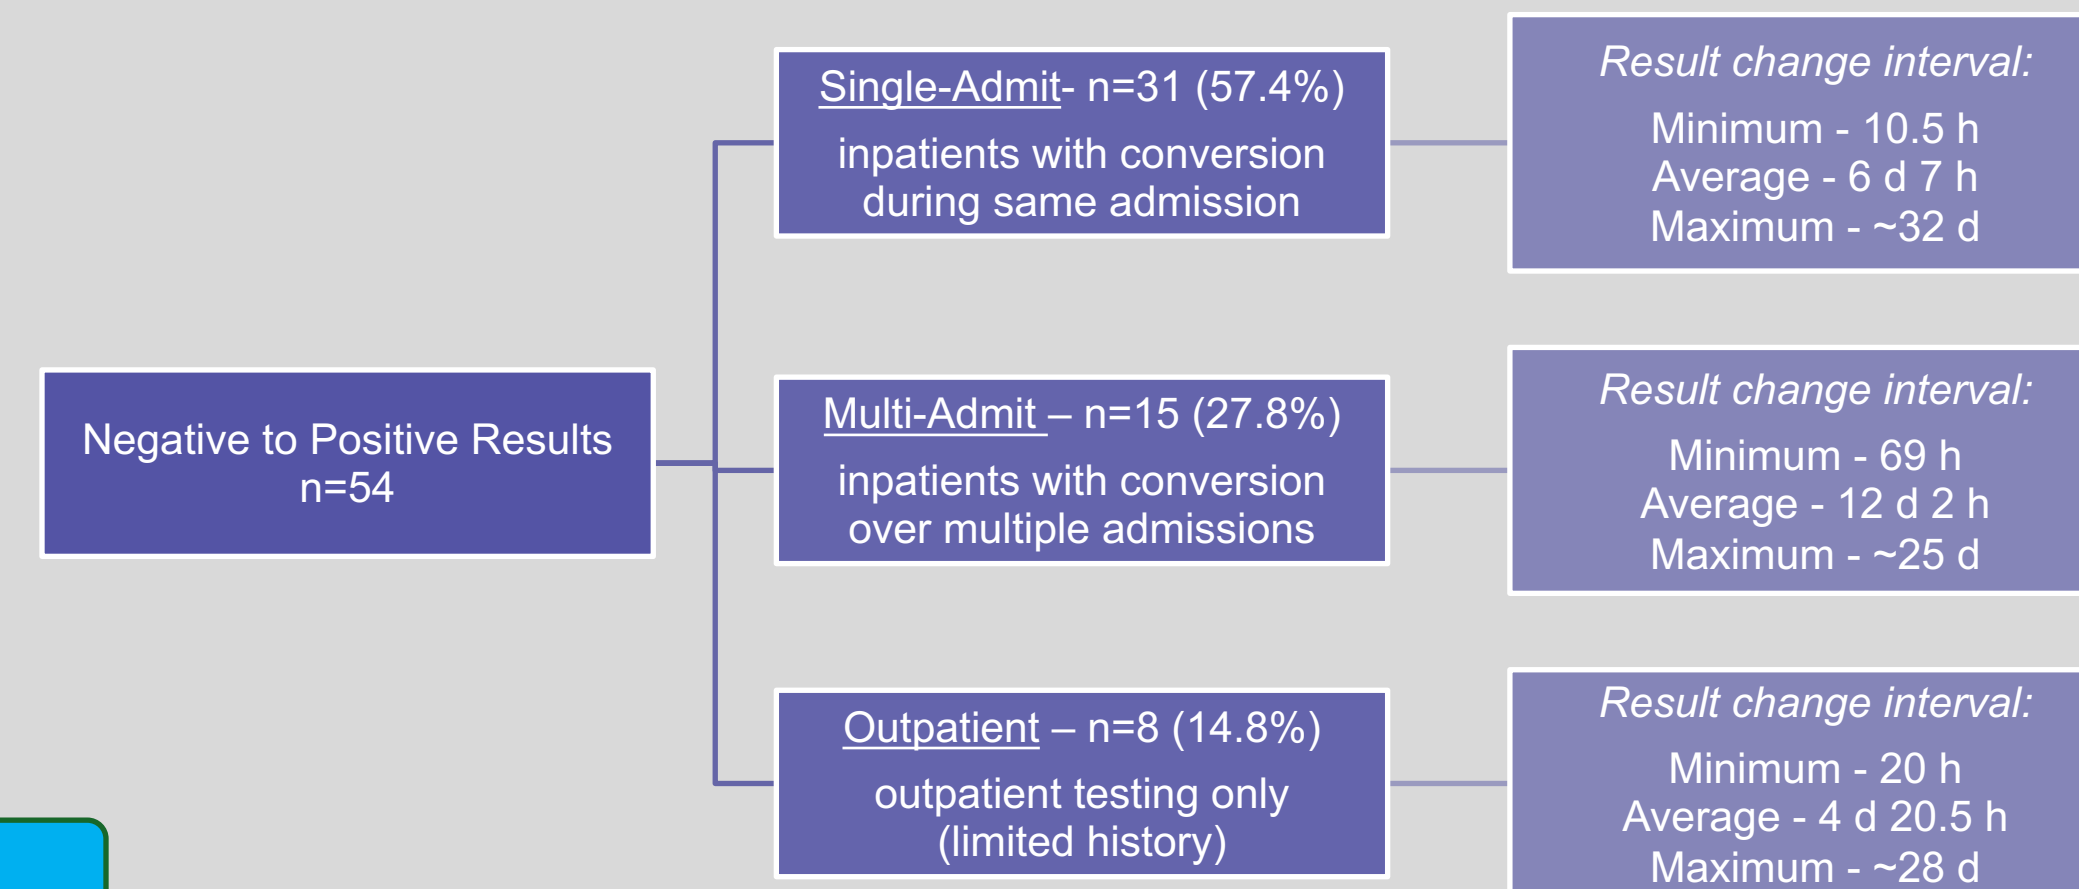 Negative to Positive Results
n=54
Single-Admit- n=31 (57.4%)
inpatients with conversion
during same admission
Result change interval:
Minimum - 10.5 h
Average - 6 d 7 h
Maximum - ~32 d
Multi-Admit – n=15 (27.8%)
inpatients with conversion
over multiple admissions
Result change interval:
Minimum - 69 h
Average - 12 d 2 h
Maximum - ~25 d
Outpatient – n=8 (14.8%)
outpatient testing only
(limited history)
Result change interval:
Minimum - 20 h
Average - 4 d 20.5 h
Maximum - ~28 d